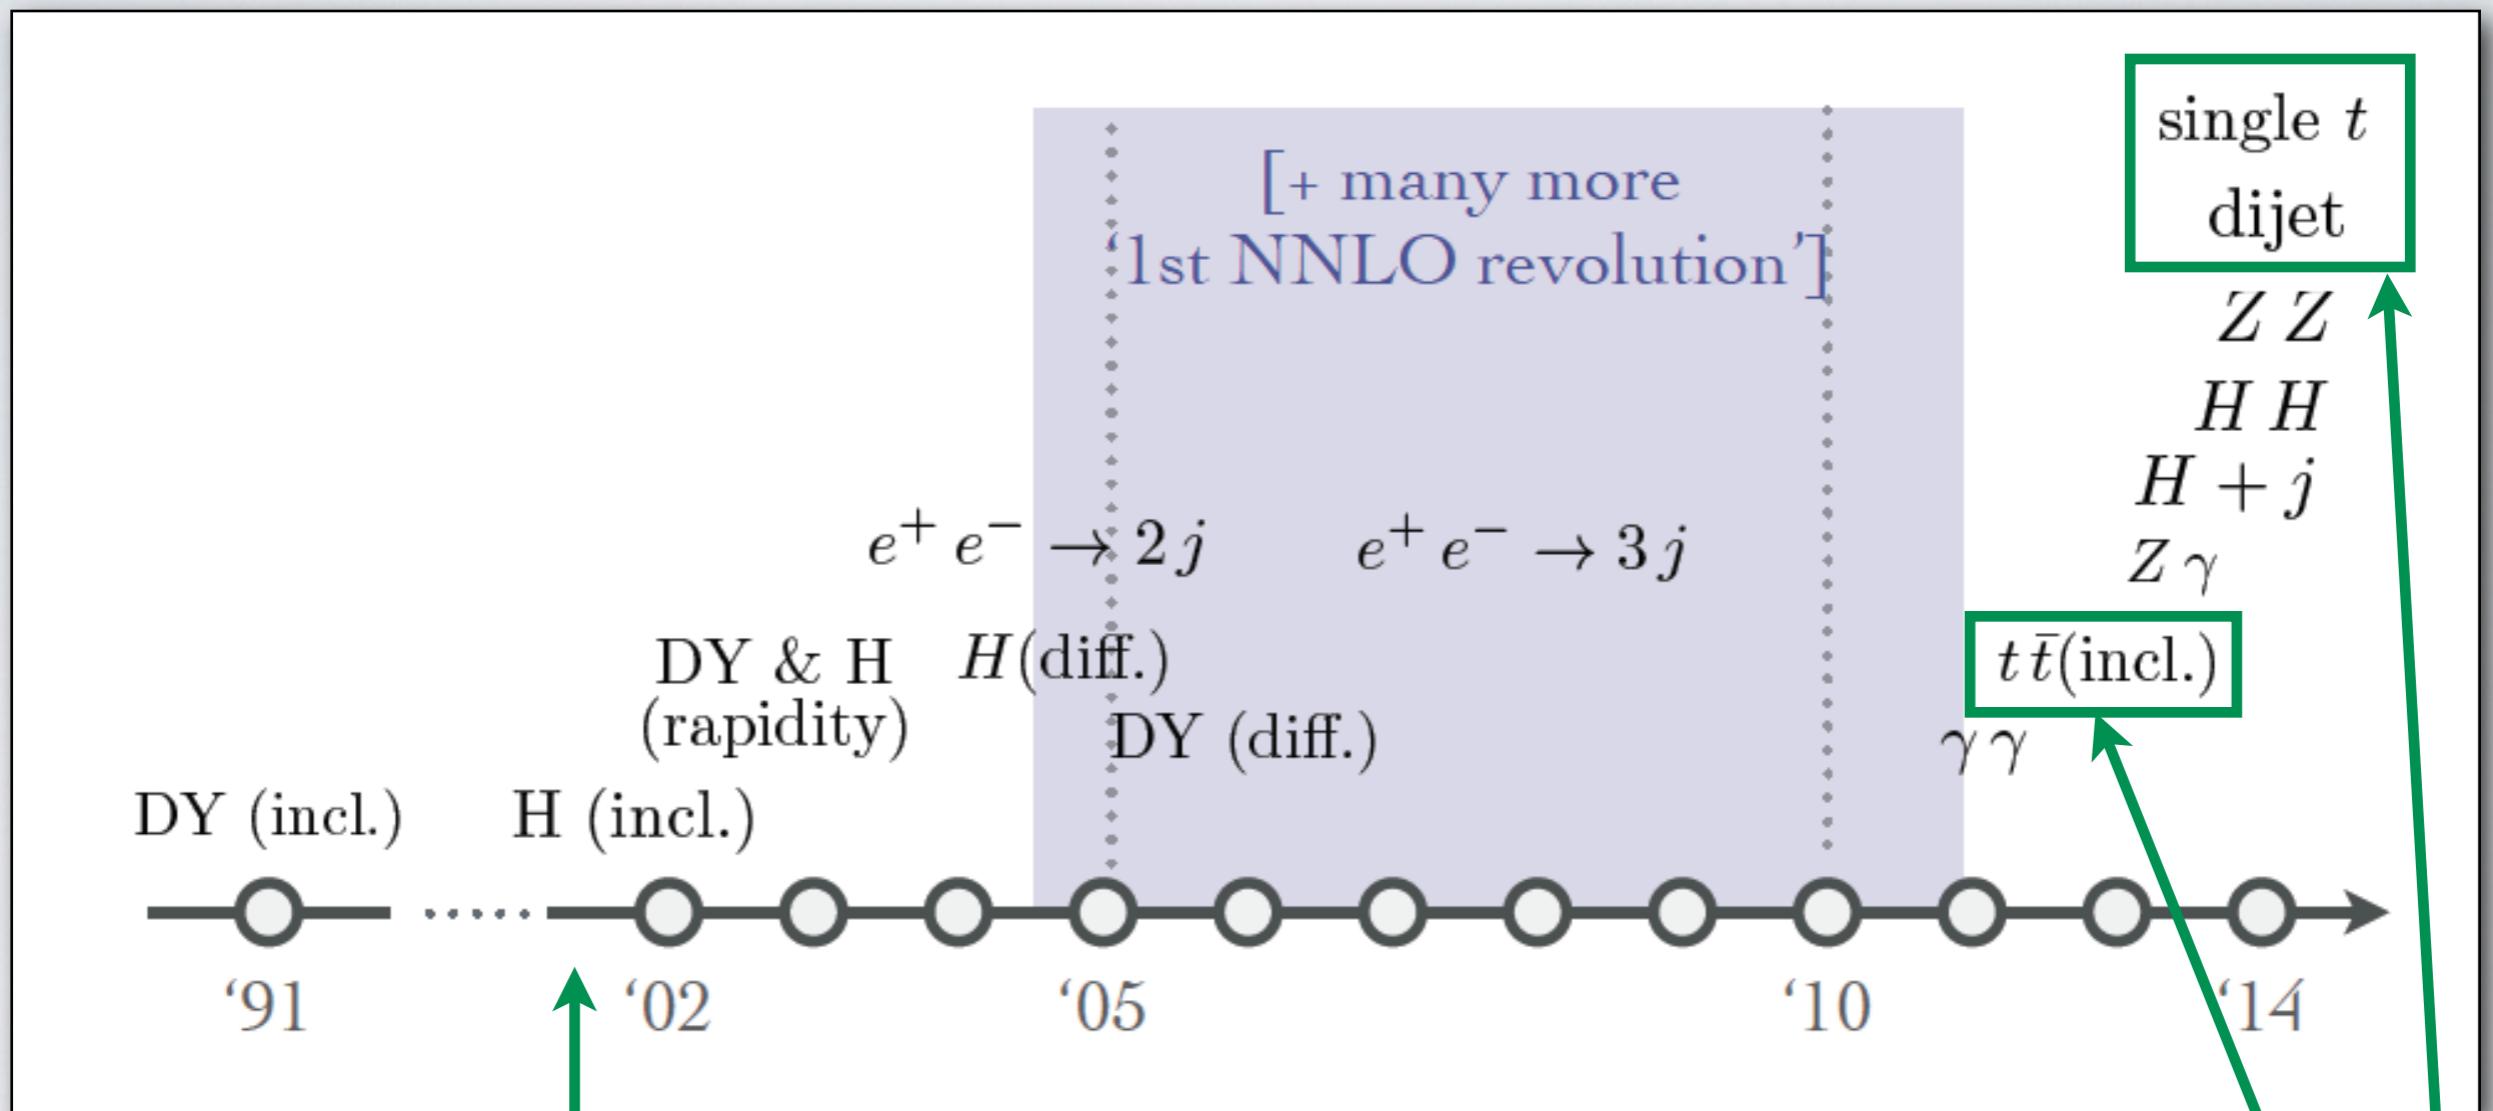 single t
dijet
[+ many more
‘1st NNLO revolution’]
Z Z
H H
H + j
e⁺ e⁻ → 2 j
e⁺ e⁻ → 3 j
Z γ
DY & H
(rapidity)
H(diff.)
t t̄(incl.)
DY (diff.)
γ γ
DY (incl.)
H (incl.)
‘91
‘02
‘05
‘10
‘14